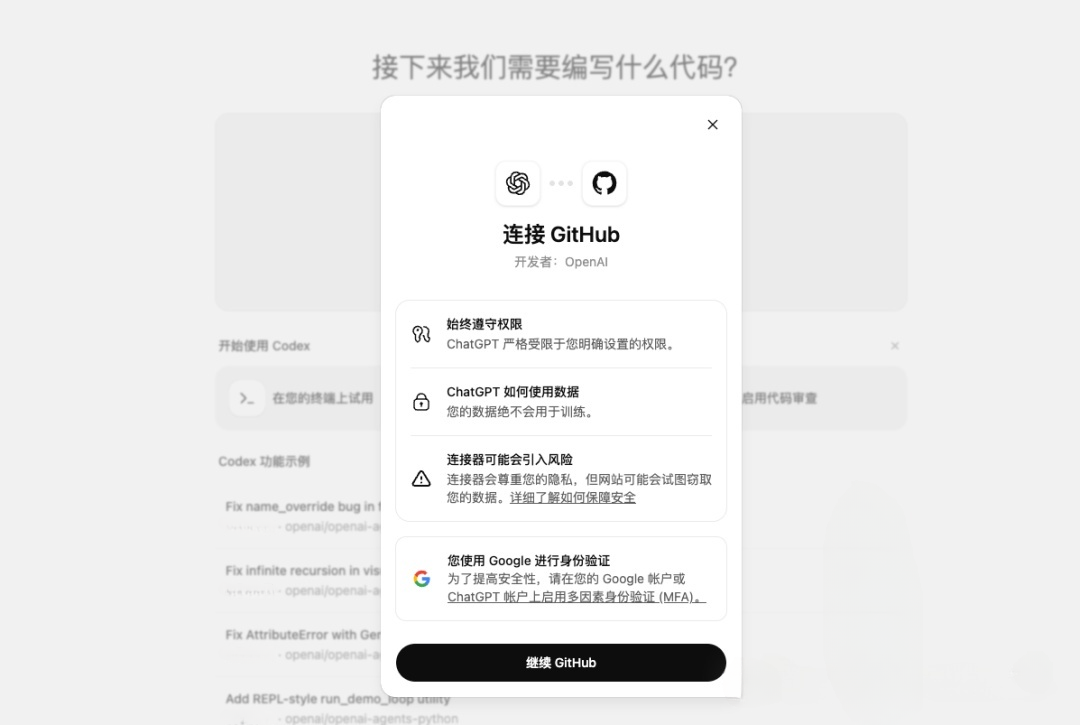 接下来我们需要编写什么代码?
连接 GitHub
开发者：OpenAI
始终遵守权限
ChatGPT 严格受限于您明确设置的权限。
ChatGPT 如何使用数据
您的数据绝不会用于训练。
连接器可能会引入风险
连接器会尊重您的隐私，但网站可能会试图窃取
您的数据。详细了解如何保障安全
您使用 Google 进行身份验证
为了提高安全性，请在您的 Google 帐户或
ChatGPT 帐户上启用多因素身份验证 (MFA)。
继续 GitHub
开始使用 Codex
>_ 在您的终端上试用
启用代码审查
Codex 功能示例
Fix name_override bug in
· openai/openai-a
Fix infinite recursion in vis
· openai/openai-a
Fix AttributeError with Ger
· openai/openai-a
Add REPL-style run_demo_loop utility
· openai/openai-agents-python